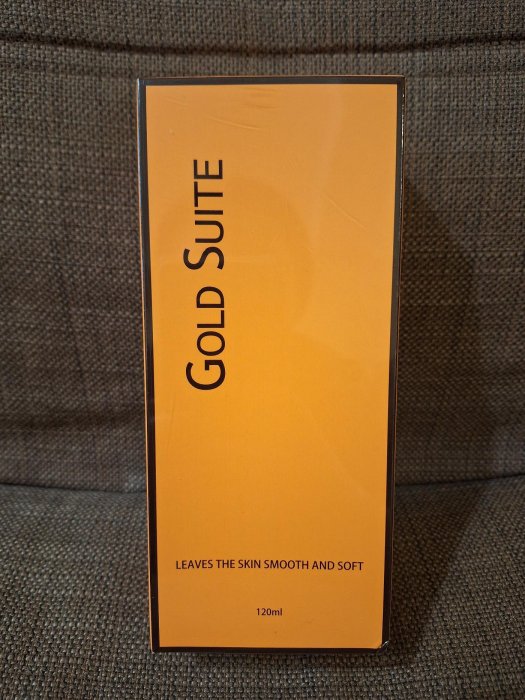 GOLD SUITE
LEAVES THE SKIN SMOOTH AND SOFT
120ml